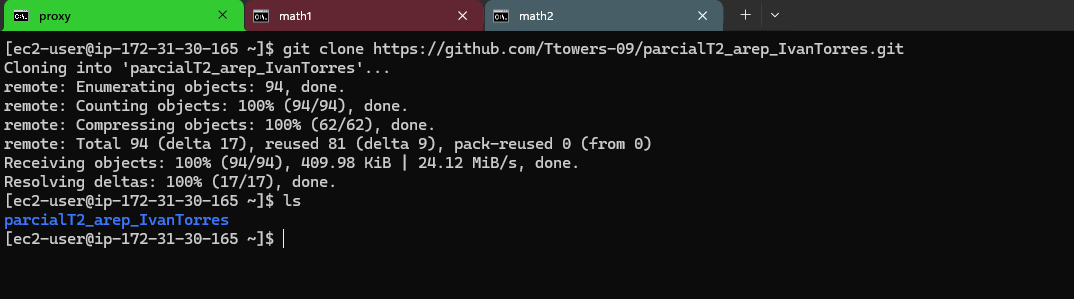 proxy
math1
math2
[ec2-user@ip-172-31-30-165 ~]$ git clone https://github.com/Ttowers-09/parcialT2_arep_IvanTorres.git
Cloning into 'parcialT2_arep_IvanTorres'...
remote: Enumerating objects: 94, done.
remote: Counting objects: 100% (94/94), done.
remote: Compressing objects: 100% (62/62), done.
remote: Total 94 (delta 17), reused 81 (delta 9), pack-reused 0 (from 0)
Receiving objects: 100% (94/94), 409.98 KiB | 24.12 MiB/s, done.
Resolving deltas: 100% (17/17), done.
[ec2-user@ip-172-31-30-165 ~]$ ls
parcialT2_arep_IvanTorres
[ec2-user@ip-172-31-30-165 ~]$